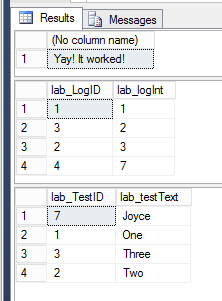 Results Messages
(No column name)
1 Yay! It worked!
lab_LogID lab_logInt
1 1 1
2 3 2
3 2 3
4 4 7
lab_TestID lab_testText
1 7 Joyce
2 1 One
3 3 Three
4 2 Two